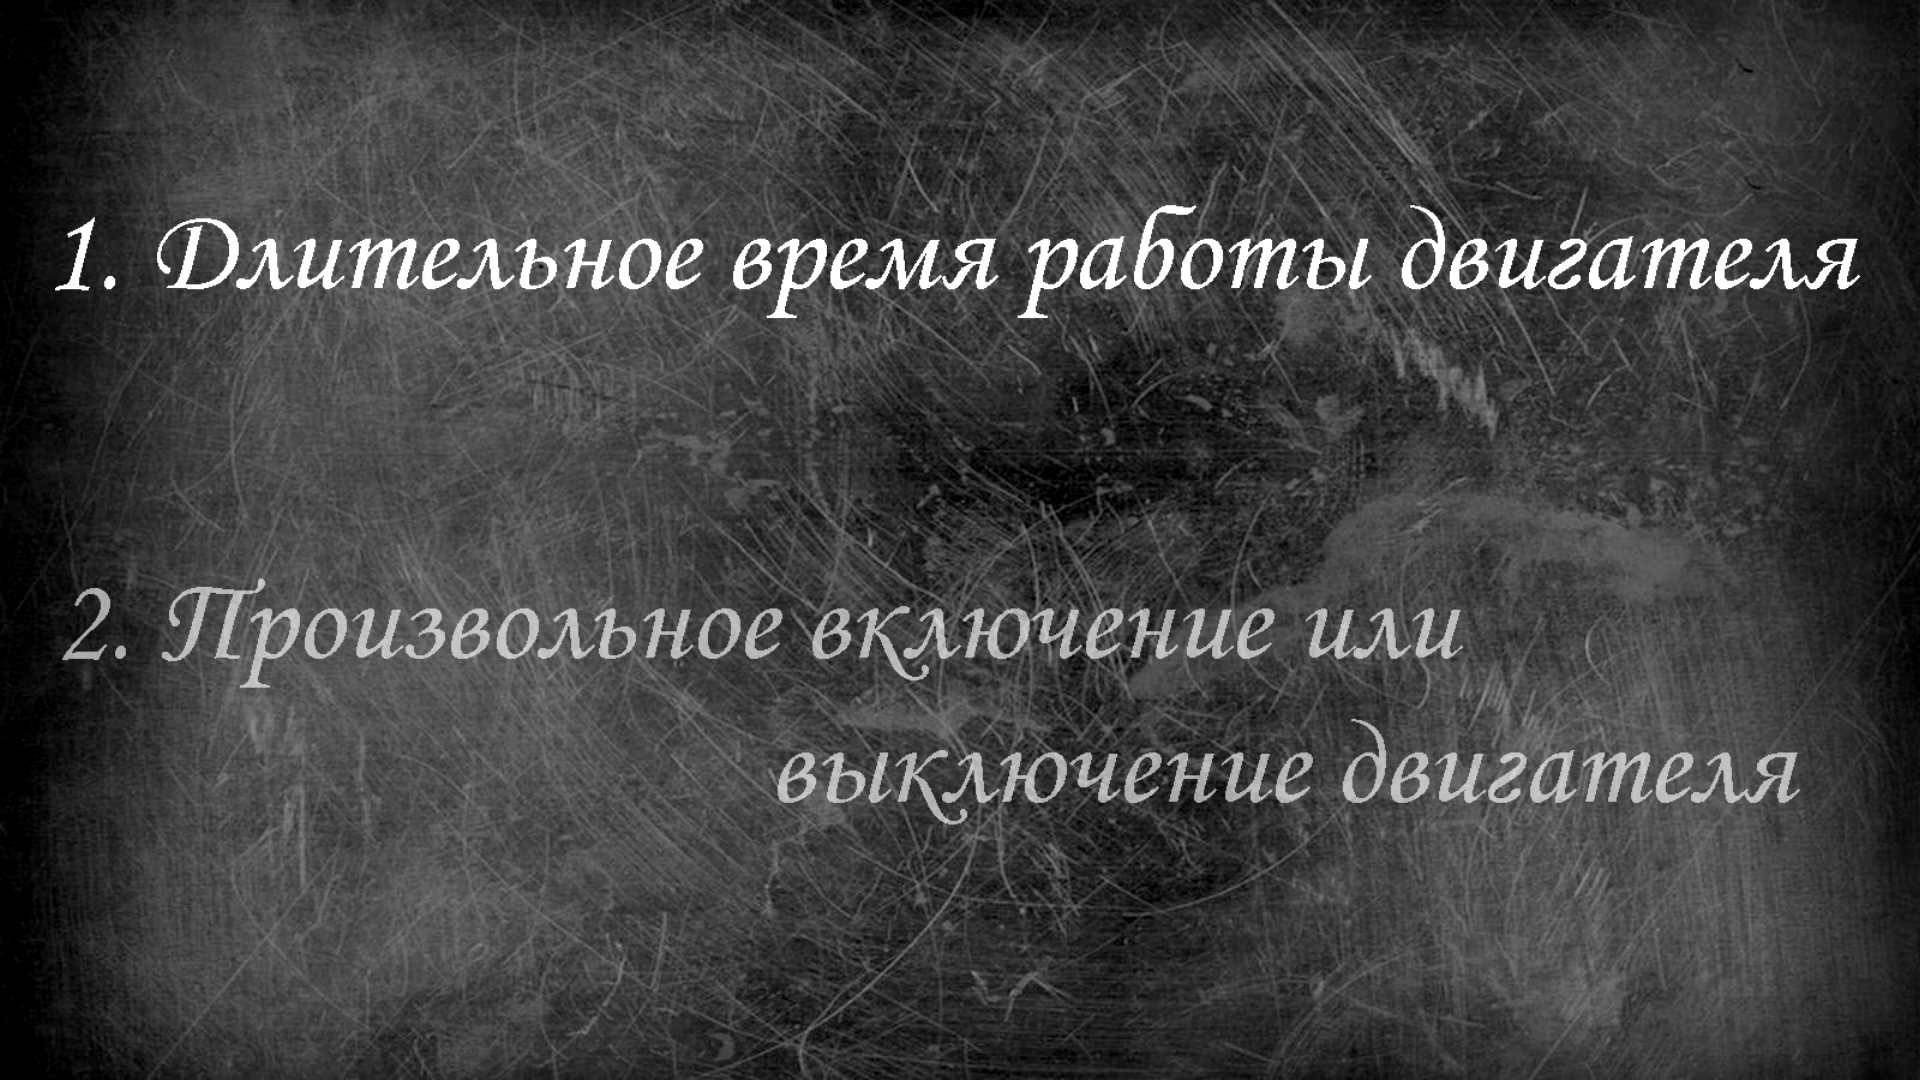 1. Длительное время работы двигателя
2. Произвольное включение или
выключение двигателя